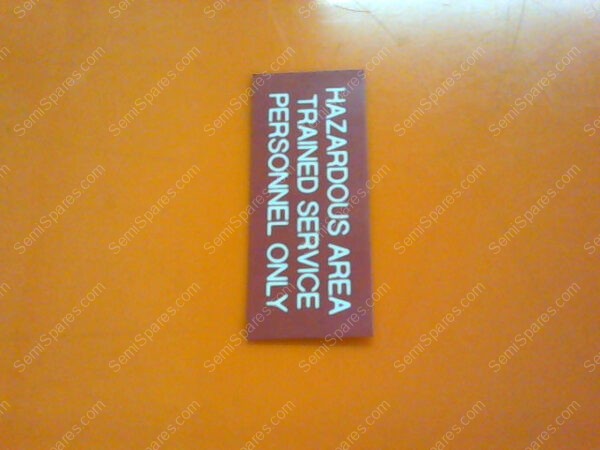 HAZARDOUS AREA
TRAINED SERVICE
PERSONNEL ONLY
SemiSpares.com